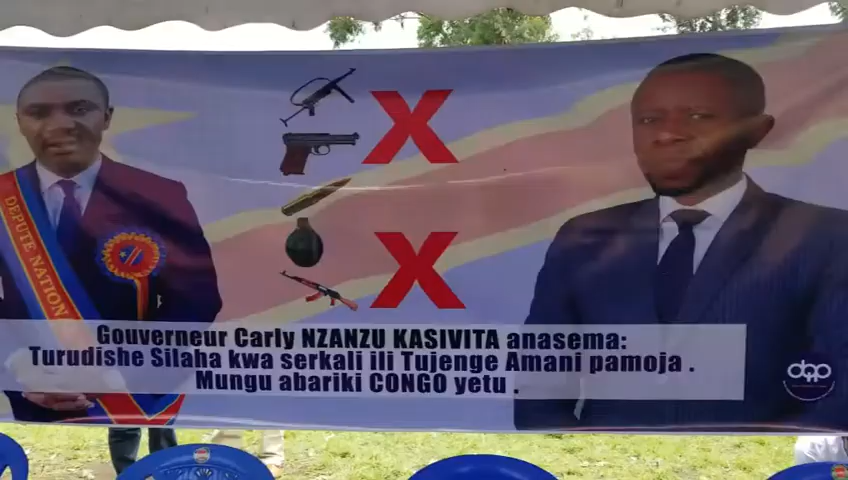 DEPUTE NATION
Gouverneur Carly NZANZU KASIVITA anasema:
Turudishe Silaha kwa serkali ili Tujenge Amani pamoja .
Mungu abariki CONGO yetu .